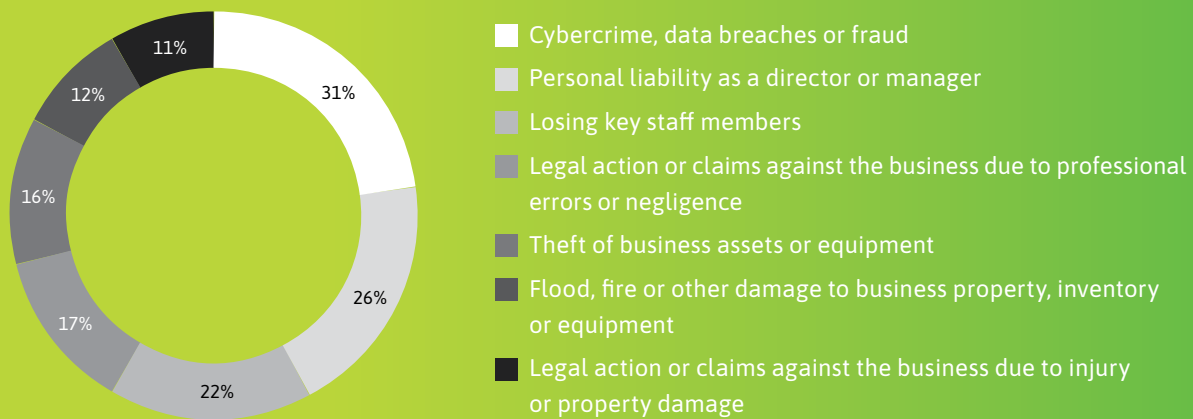 11%
31%
12%
16%
26%
17%
22%
Cybercrime, data breaches or fraud
Personal liability as a director or manager
Losing key staff members
Legal action or claims against the business due to professional
errors or negligence
Theft of business assets or equipment
Flood, fire or other damage to business property, inventory
or equipment
Legal action or claims against the business due to injury
or property damage